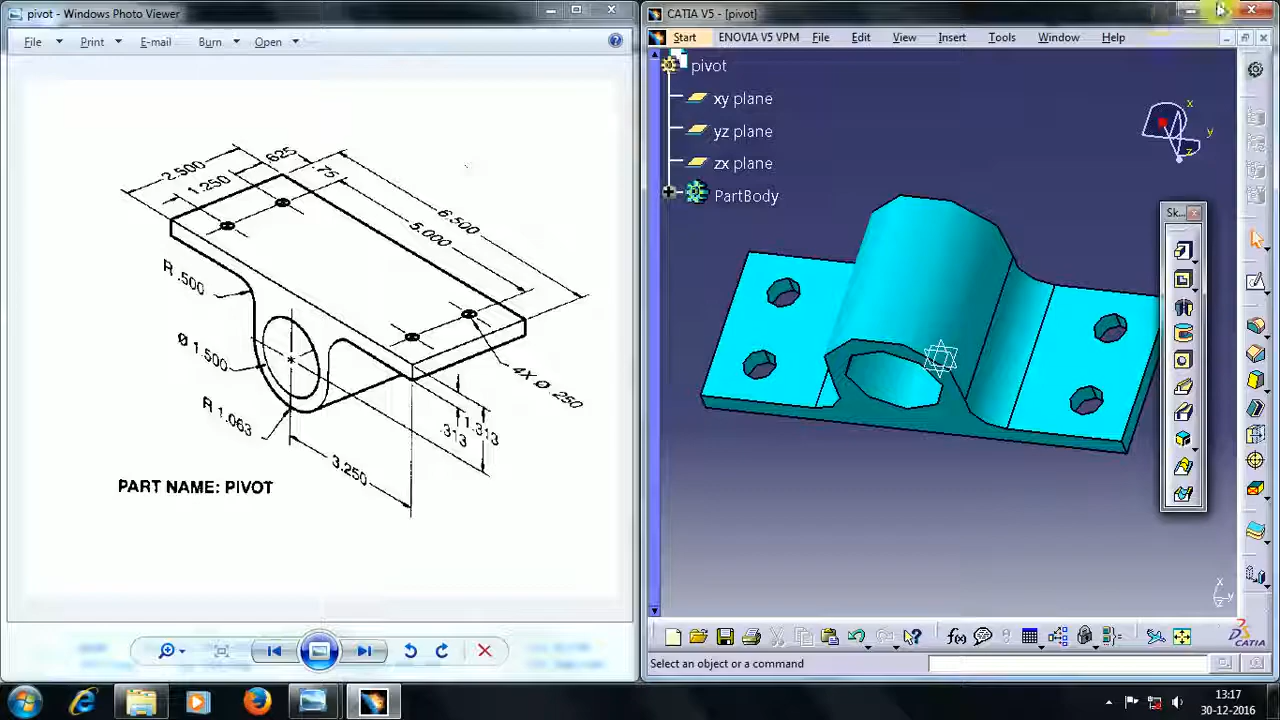 pivot - Windows Photo Viewer
File Print E-mail Burn Open
2.500
1.250
.625
.75
6.500
5.000
R .500
Ø 1.500
R 1.063
4X Ø .250
1.313
.313
3.250
PART NAME: PIVOT
CATIA V5 - [pivot]
Start ENOVIA V5 VPM File Edit View Insert Tools Window Help
pivot
xy plane
yz plane
zx plane
PartBody
x
y
z
Sk...
x
y
z
f(x)
CATIA
Select an object or a command
13:17
30-12-2016